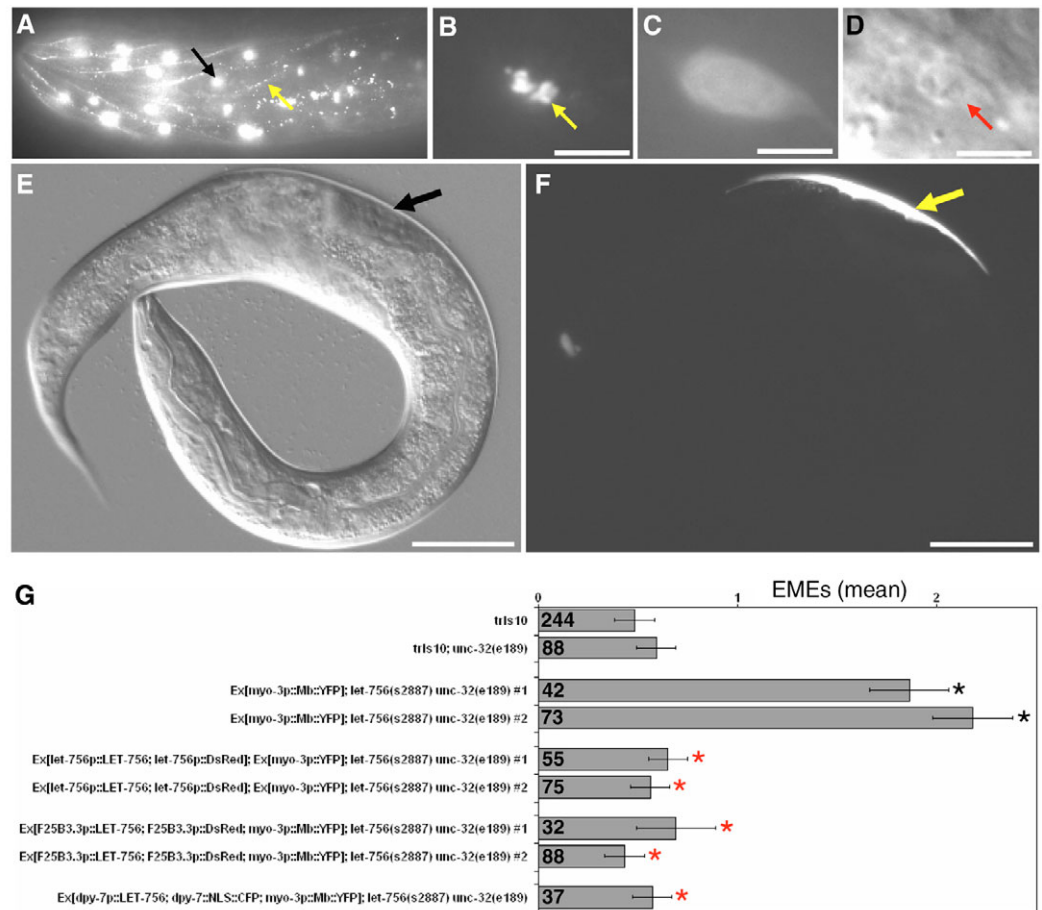 A
B
C
D
E
F
G
EMEs (mean)
0 1 2
trIs10 244
trIs10; unc-32(e189) 88
Ex[myo-3p::Mb::YFP]; let-756(s2887) unc-32(e189) #1 42 *
Ex[myo-3p::Mb::YFP]; let-756(s2887) unc-32(e189) #2 73 *
Ex[let-756p::LET-756; let-756p::DsRed]; Ex[myo-3p::YFP]; let-756(s2887) unc-32(e189) #1 55 *
Ex[let-756p::LET-756; let-756p::DsRed]; Ex[myo-3p::YFP]; let-756(s2887) unc-32(e189) #2 75 *
Ex[F25B3.3p::LET-756; F25B3.3p::DsRed; myo-3p::Mb::YFP]; let-756(s2887) unc-32(e189) #1 32 *
Ex[F25B3.3p::LET-756; F25B3.3p::DsRed; myo-3p::Mb::YFP]; let-756(s2887) unc-32(e189) #2 88 *
Ex[dpy-7p::LET-756; dpy-7::NLS::CFP; myo-3p::Mb::YFP]; let-756(s2887) unc-32(e189) 37 *